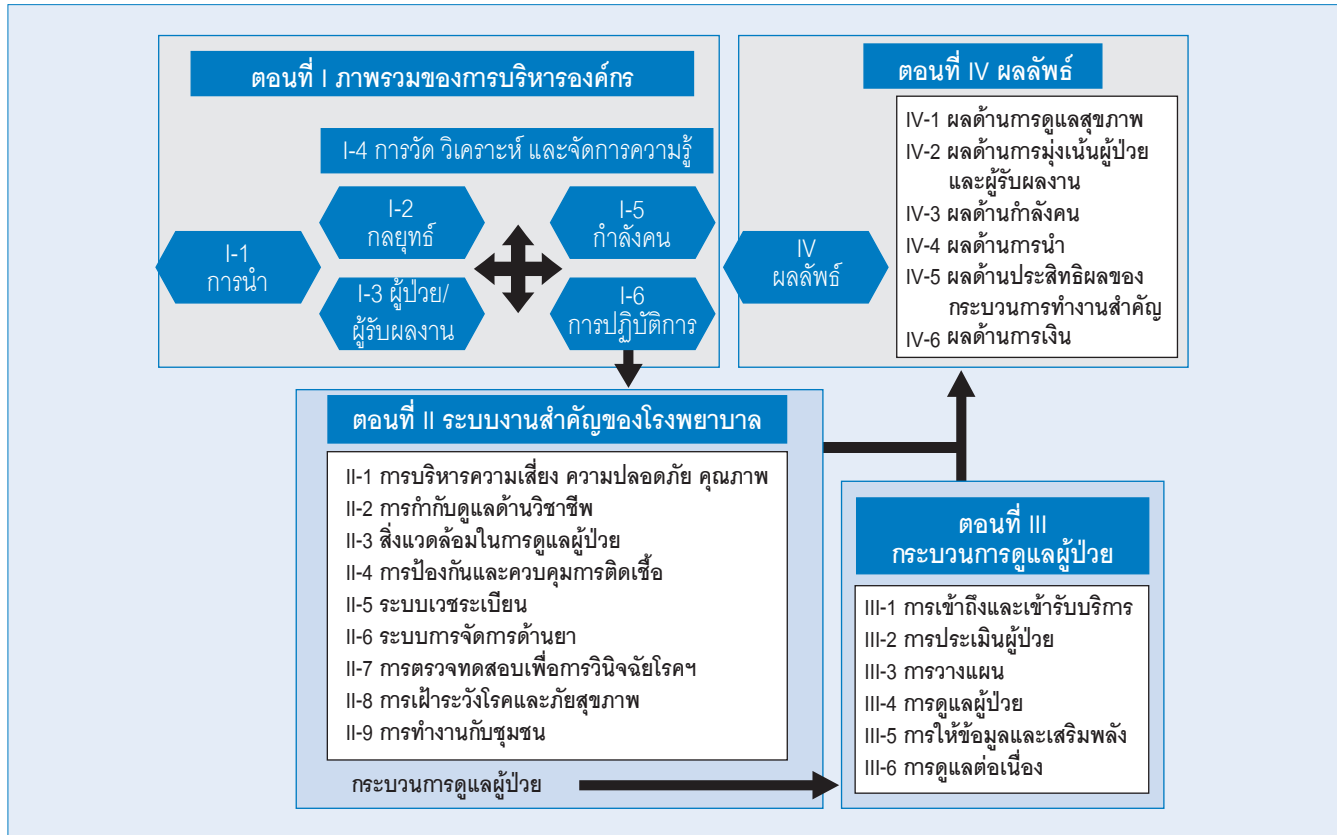 ตอนที่ I ภาพรวมของการบริหารองค์กร
I-4 การวัด วิเคราะห์ และจัดการความรู้
I-1
การนำ
I-2
กลยุทธ์
I-3 ผู้ป่วย/
ผู้รับผลงาน
I-5
กำลังคน
I-6
การปฏิบัติการ
ตอนที่ IV ผลลัพธ์
IV
ผลลัพธ์
IV-1 ผลด้านการดูแลสุขภาพ
IV-2 ผลด้านการมุ่งเน้นผู้ป่วย
และผู้รับผลงาน
IV-3 ผลด้านกำลังคน
IV-4 ผลด้านการนำ
IV-5 ผลด้านประสิทธิผลของ
กระบวนการทำงานสำคัญ
IV-6 ผลด้านการเงิน
ตอนที่ II ระบบงานสำคัญของโรงพยาบาล
II-1 การบริหารความเสี่ยง ความปลอดภัย คุณภาพ
II-2 การกำกับดูแลด้านวิชาชีพ
II-3 สิ่งแวดล้อมในการดูแลผู้ป่วย
II-4 การป้องกันและควบคุมการติดเชื้อ
II-5 ระบบเวชระเบียน
II-6 ระบบการจัดการด้านยา
II-7 การตรวจทดสอบเพื่อการวินิจฉัยโรคฯ
II-8 การเฝ้าระวังโรคและภัยสุขภาพ
II-9 การทำงานกับชุมชน
กระบวนการดูแลผู้ป่วย
ตอนที่ III
กระบวนการดูแลผู้ป่วย
III-1 การเข้าถึงและเข้ารับบริการ
III-2 การประเมินผู้ป่วย
III-3 การวางแผน
III-4 การดูแลผู้ป่วย
III-5 การให้ข้อมูลและเสริมพลัง
III-6 การดูแลต่อเนื่อง